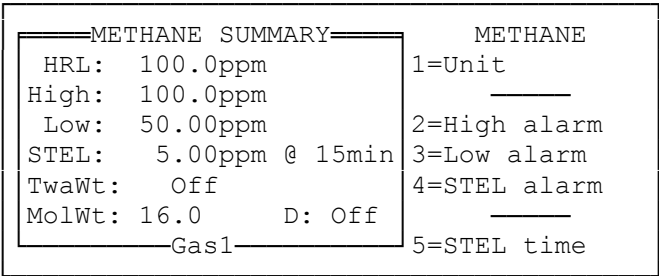 METHANE SUMMARY METHANE
HRL: 100.0ppm 1=Unit
High: 100.0ppm
Low: 50.00ppm 2=High alarm
STEL: 5.00ppm @ 15min 3=Low alarm
TwaWt: Off 4=STEL alarm
MolWt: 16.0 D: Off
Gas1 5=STEL time